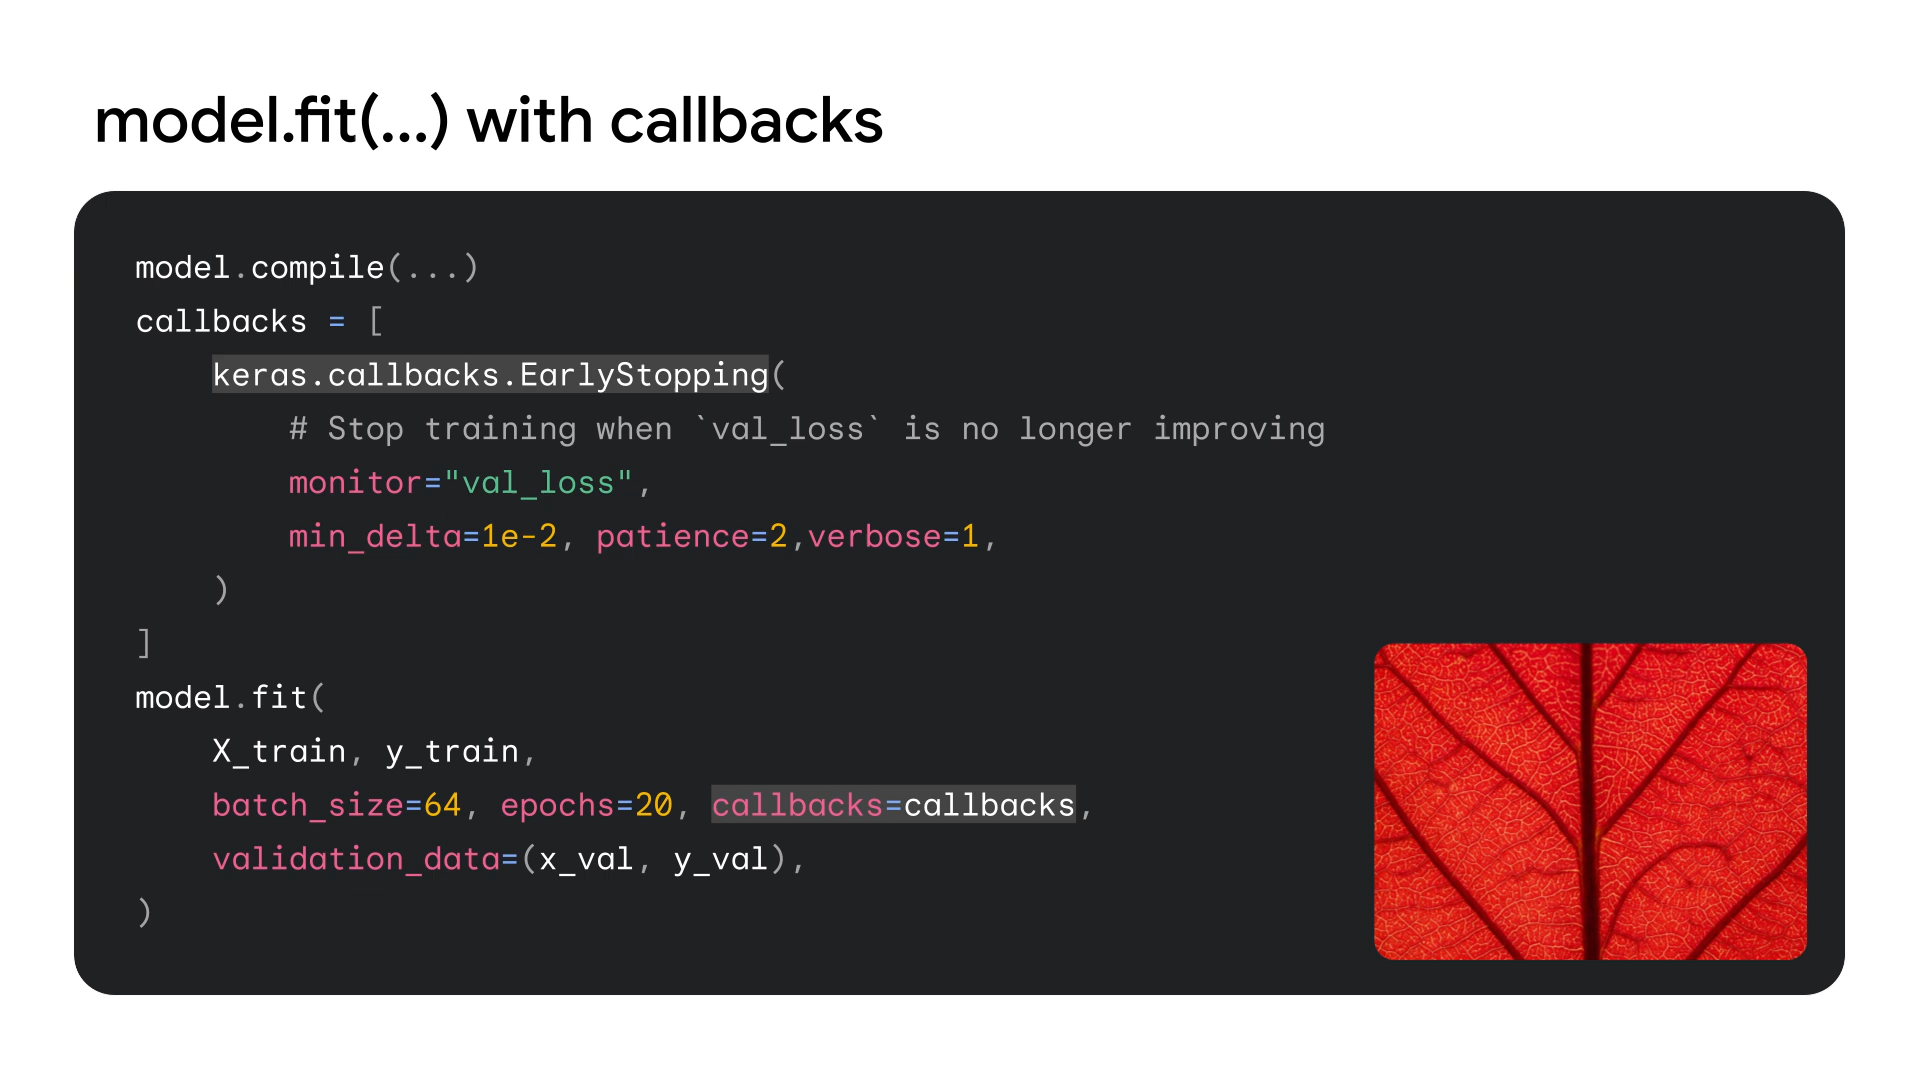 model.fit(...) with callbacks
model.compile(...)
callbacks = [
    keras.callbacks.EarlyStopping(
        # Stop training when `val_loss` is no longer improving
        monitor="val_loss",
        min_delta=1e-2, patience=2,verbose=1,
    )
]
model.fit(
    X_train, y_train,
    batch_size=64, epochs=20, callbacks=callbacks,
    validation_data=(x_val, y_val),
)